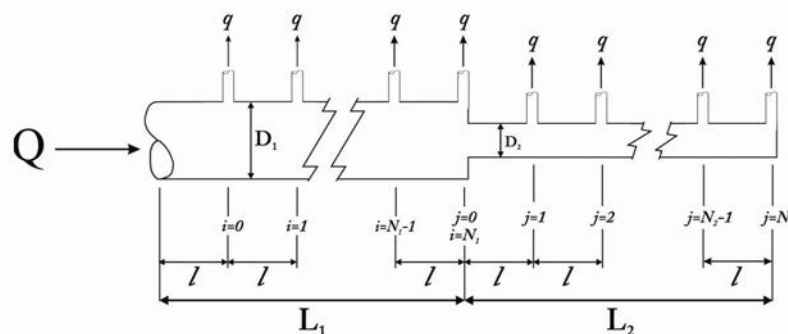 q q q q q q q q
D₁
D₂
Q
i=0 i=1 i=N₁-1 j=0 j=1 j=2 j=N₂-1 j=N
i=N₁
l l l l l l
L₁ L₂